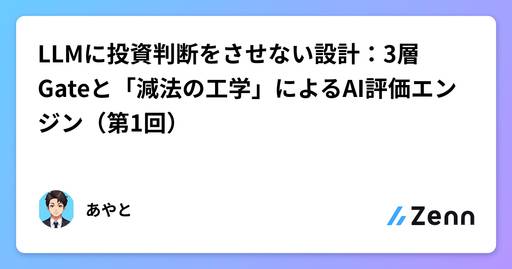 LLMに投資判断をさせない設計：3層
Gateと「減法の工学」によるAI評価エン
ジン（第1回）
あやと
Zenn